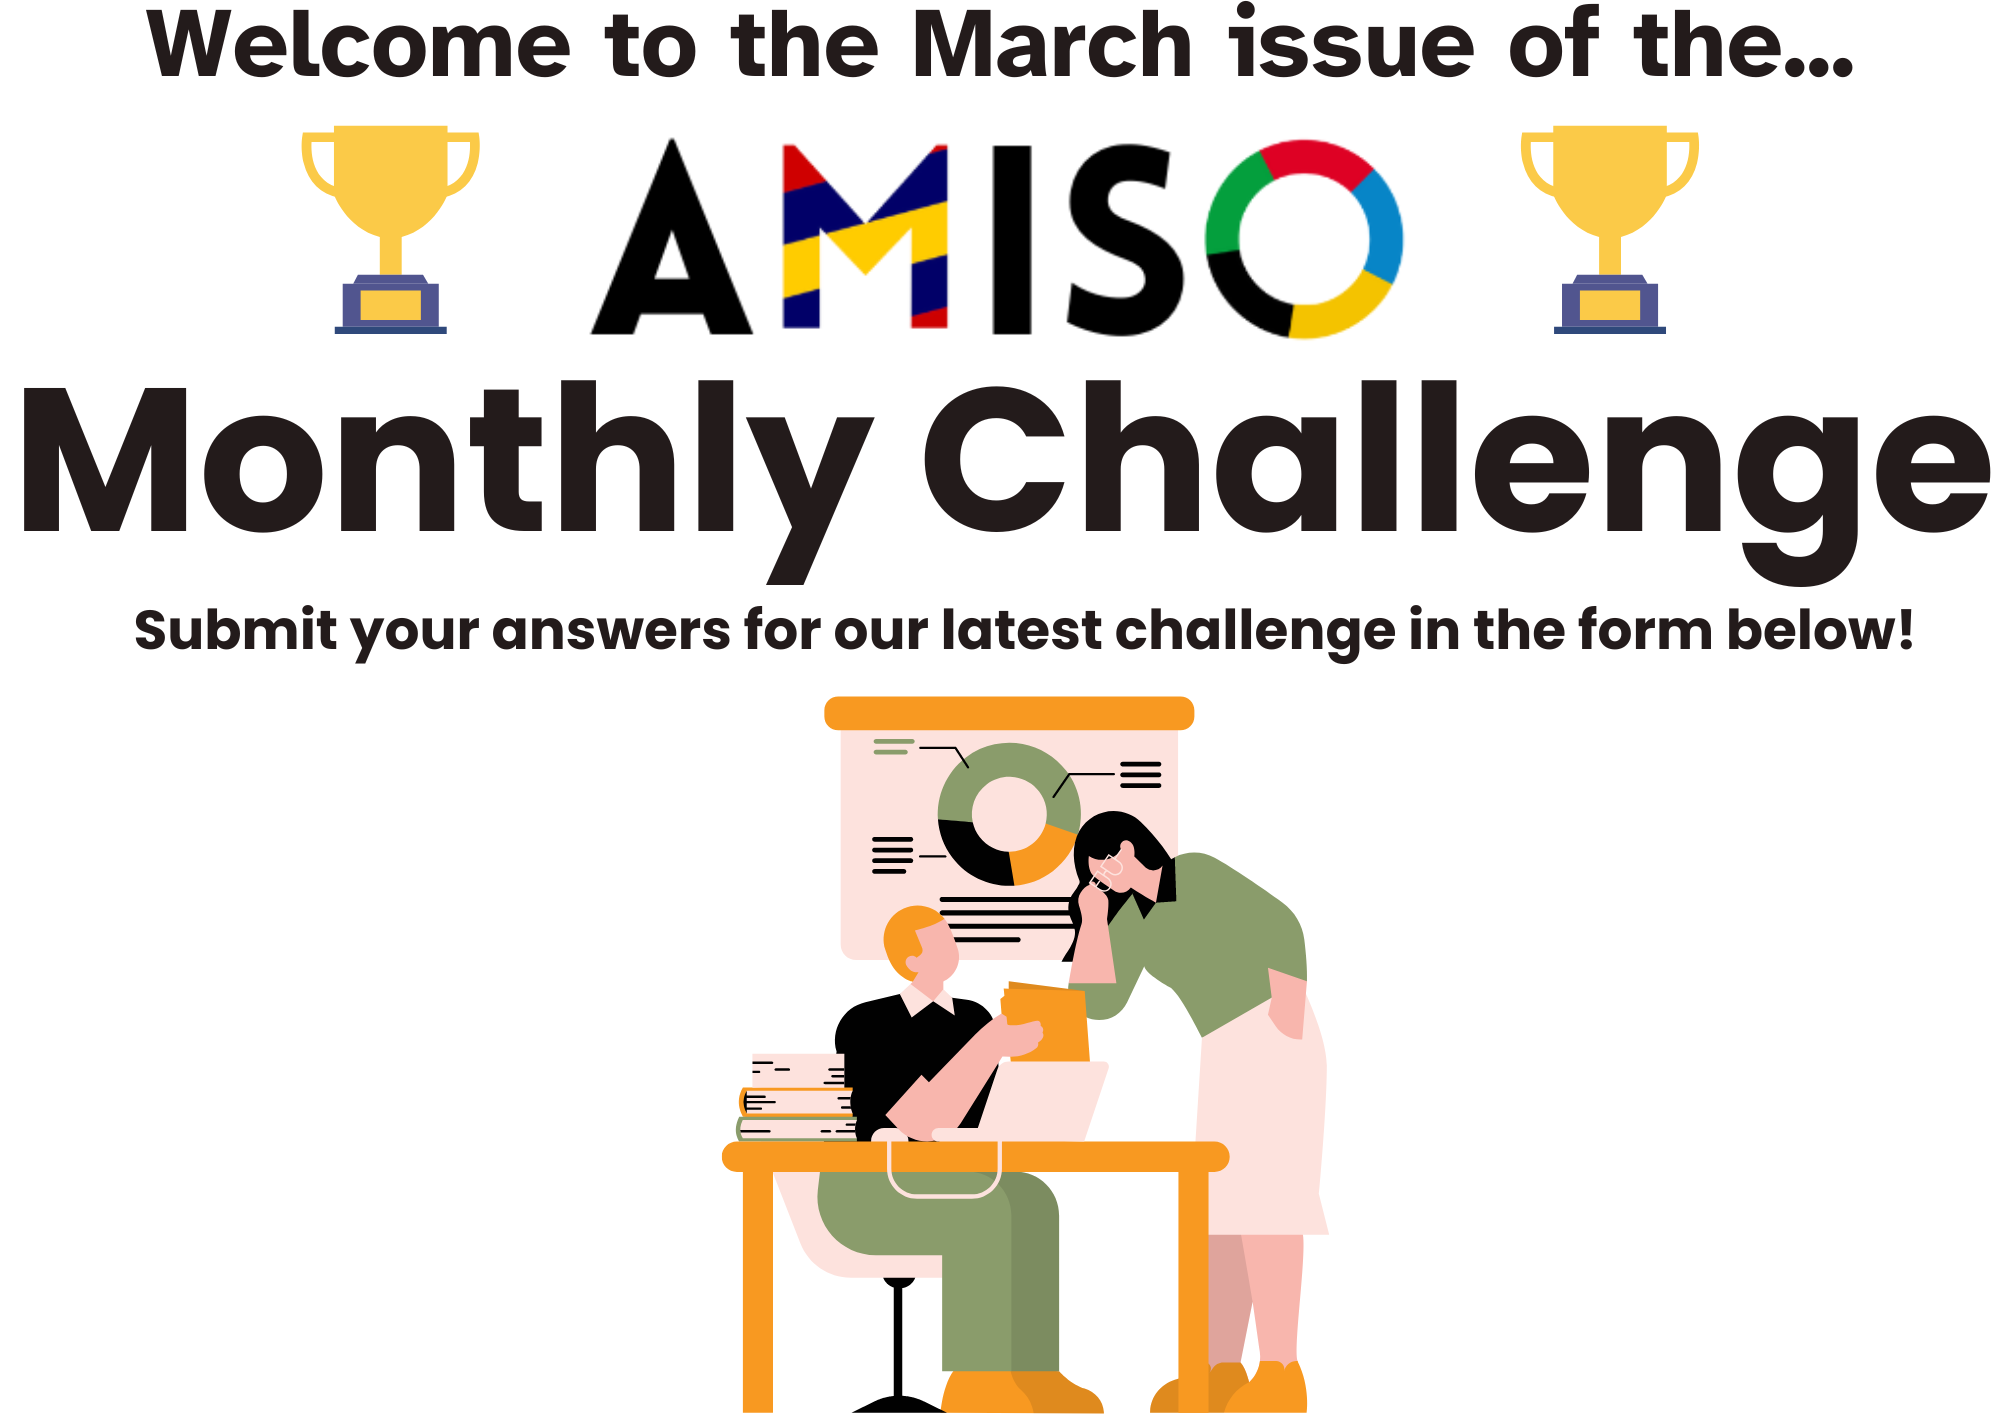 Welcome to the March issue of the...
AMISO
Monthly Challenge
Submit your answers for our latest challenge in the form below!